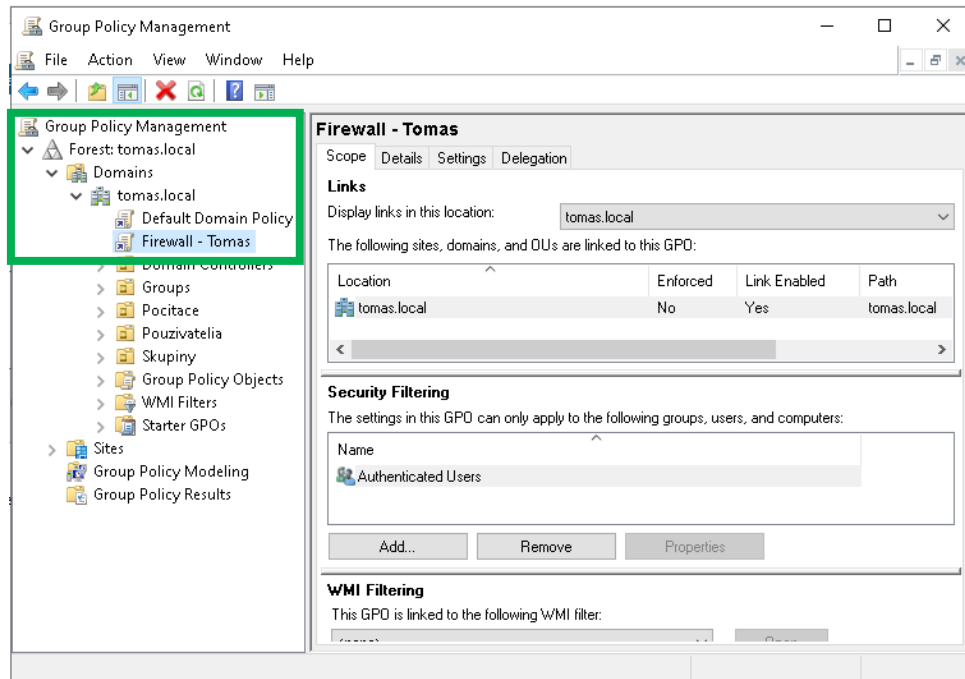 Group Policy Management
File Action View Window Help
Group Policy Management
Forest: tomas.local
Domains
tomas.local
Default Domain Policy
Firewall - Tomas
Domain Controllers
Groups
Pocitace
Pouzivatelia
Skupiny
Group Policy Objects
WMI Filters
Starter GPOs
Sites
Group Policy Modeling
Group Policy Results
Firewall - Tomas
Scope Details Settings Delegation
Links
Display links in this location: tomas.local
The following sites, domains, and OUs are linked to this GPO:
Location Enforced Link Enabled Path
tomas.local No Yes tomas.local
Security Filtering
The settings in this GPO can only apply to the following groups, users, and computers:
Name
Authenticated Users
Add... Remove Properties
WMI Filtering
This GPO is linked to the following WMI filter: